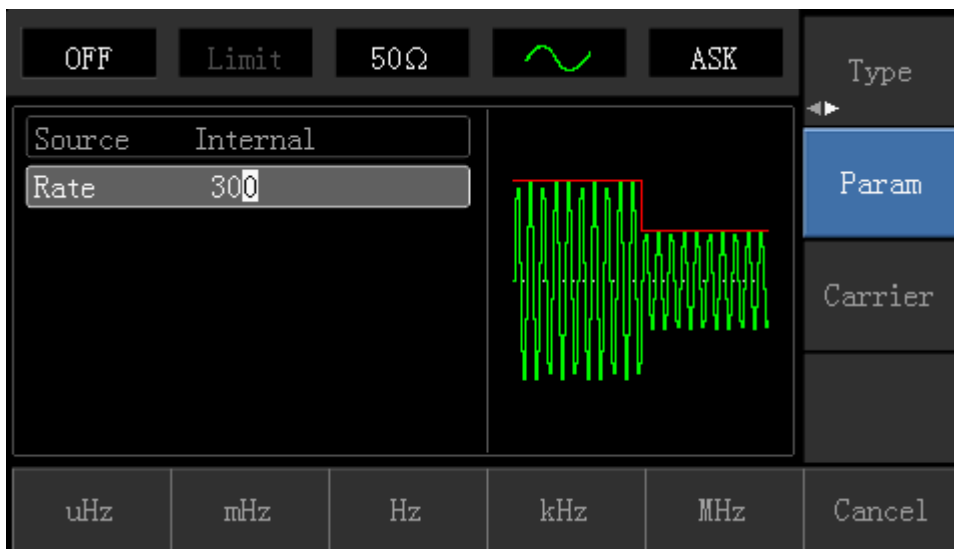 OFF Limit 50Ω ASK
Type
Source Internal
Rate 300
Param
Carrier
uHz mHz Hz kHz MHz Cancel